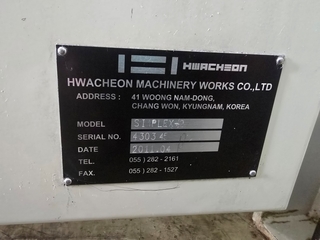 HWACHEON
HWACHEON MACHINERY WORKS CO.,LTD
ADDRESS : 41 WOONG NAM-DONG,
CHANG WON, KYUNGNAM, KOREA
MODEL
SERIAL NO.
DATE
TEL. 055 ) 282 - 2161
FAX. 055 ) 282 - 1527